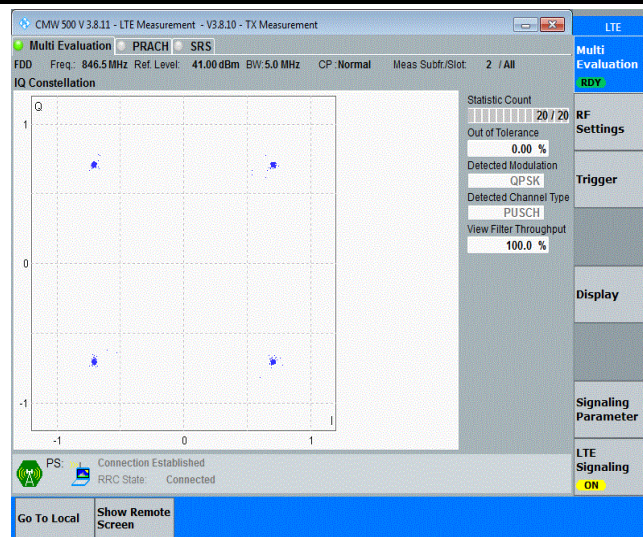 CMW 500 V 3.8.11 - LTE Measurement - V3.8.10 - TX Measurement
LTE
Multi Evaluation PRACH SRS
FDD Freq.: 846.5 MHz Ref. Level: 41.00 dBm BW: 5.0 MHz CP : Normal Meas Subfr./Slot: 2 / All
IQ Constellation
Q
1
0
-1
I
-1 0 1
Statistic Count
20 / 20
Out of Tolerance
0.00 %
Detected Modulation
QPSK
Detected Channel Type
PUSCH
View Filter Throughput
100.0 %
Multi
Evaluation
RDY
RF
Settings
Trigger
Display
Signaling
Parameter
LTE
Signaling
ON
PS: Connection Established
RRC State: Connected
Go To Local
Show Remote
Screen